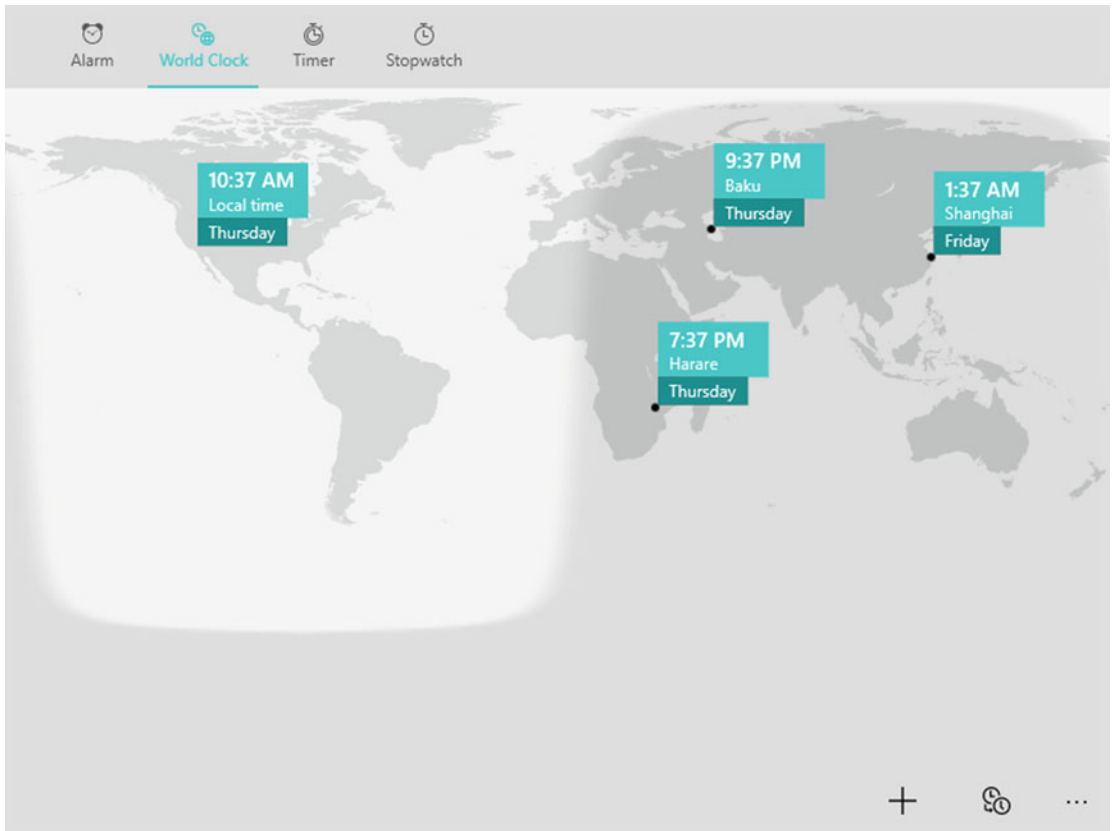 Alarm
World Clock
Timer
Stopwatch
10:37 AM
Local time
Thursday
9:37 PM
Baku
Thursday
1:37 AM
Shanghai
Friday
7:37 PM
Harare
Thursday